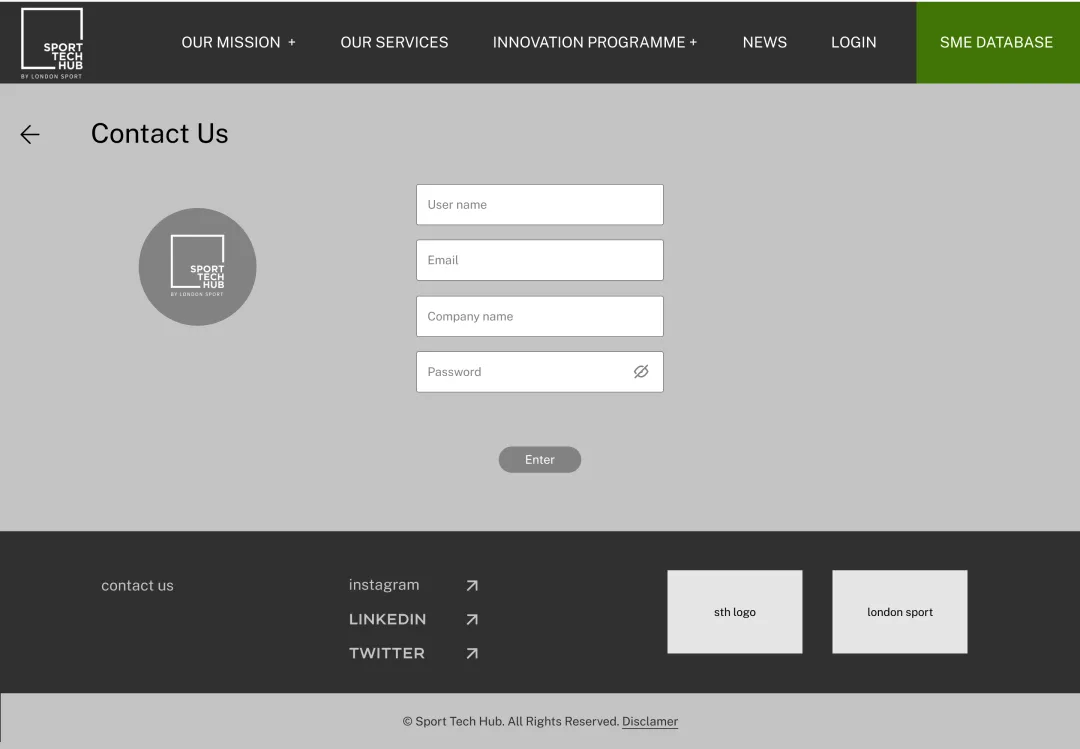 SPORT
TECH
HUB
BY LONDON SPORT
OUR MISSION +
OUR SERVICES
INNOVATION PROGRAMME +
NEWS
LOGIN
SME DATABASE
Contact Us
SPORT
TECH
HUB
BY LONDON SPORT
User name
Email
Company name
Password
Enter
contact us
instagram
LINKEDIN
TWITTER
sth logo
london sport
© Sport Tech Hub. All Rights Reserved. Disclamer